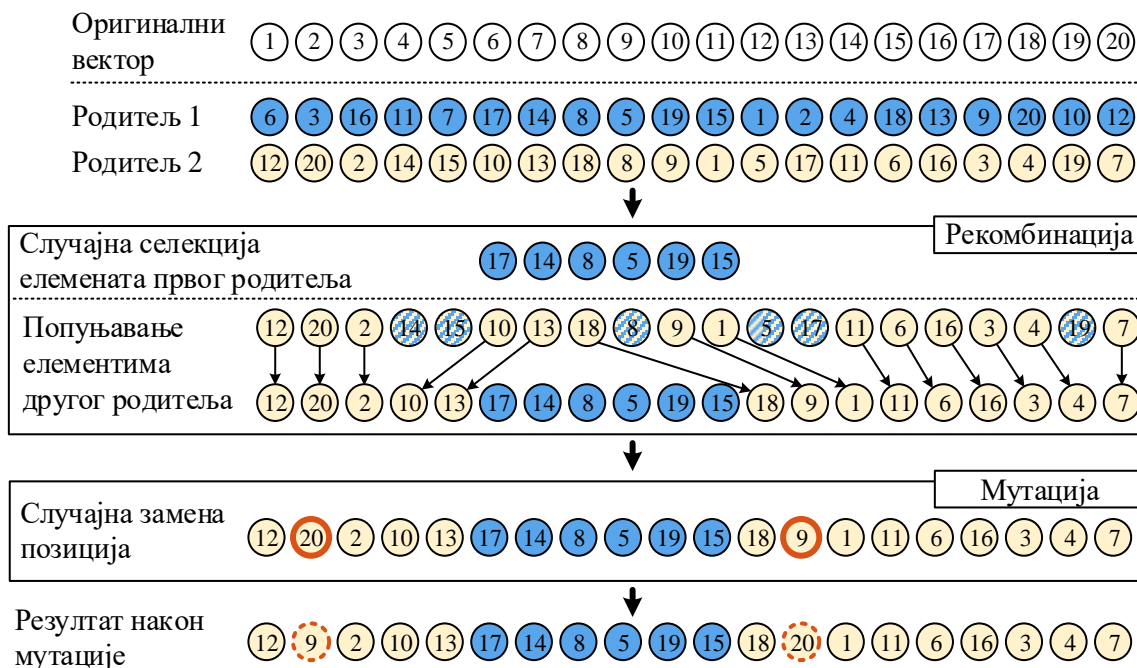 Оригинални
вектор
1 2 3 4 5 6 7 8 9 10 11 12 13 14 15 16 17 18 19 20
Родитељ 1
6 3 16 11 7 17 14 8 5 19 15 1 2 4 18 13 9 20 10 12
Родитељ 2
12 20 2 14 15 10 13 18 8 9 1 5 17 11 6 16 3 4 19 7
Рекомбинација
Случајна селекција
елемената првог родитеља
17 14 8 5 19 15
Попуњавање
елементима
другог родитеља
12 20 2 14 15 10 13 18 8 9 1 5 17 11 6 16 3 4 19 7
12 20 2 10 13 17 14 8 5 19 15 18 9 1 11 6 16 3 4 7
Мутација
Случајна замена
позиција
12 20 2 10 13 17 14 8 5 19 15 18 9 1 11 6 16 3 4 7
Резултат након
мутације
12 9 2 10 13 17 14 8 5 19 15 18 20 1 11 6 16 3 4 7